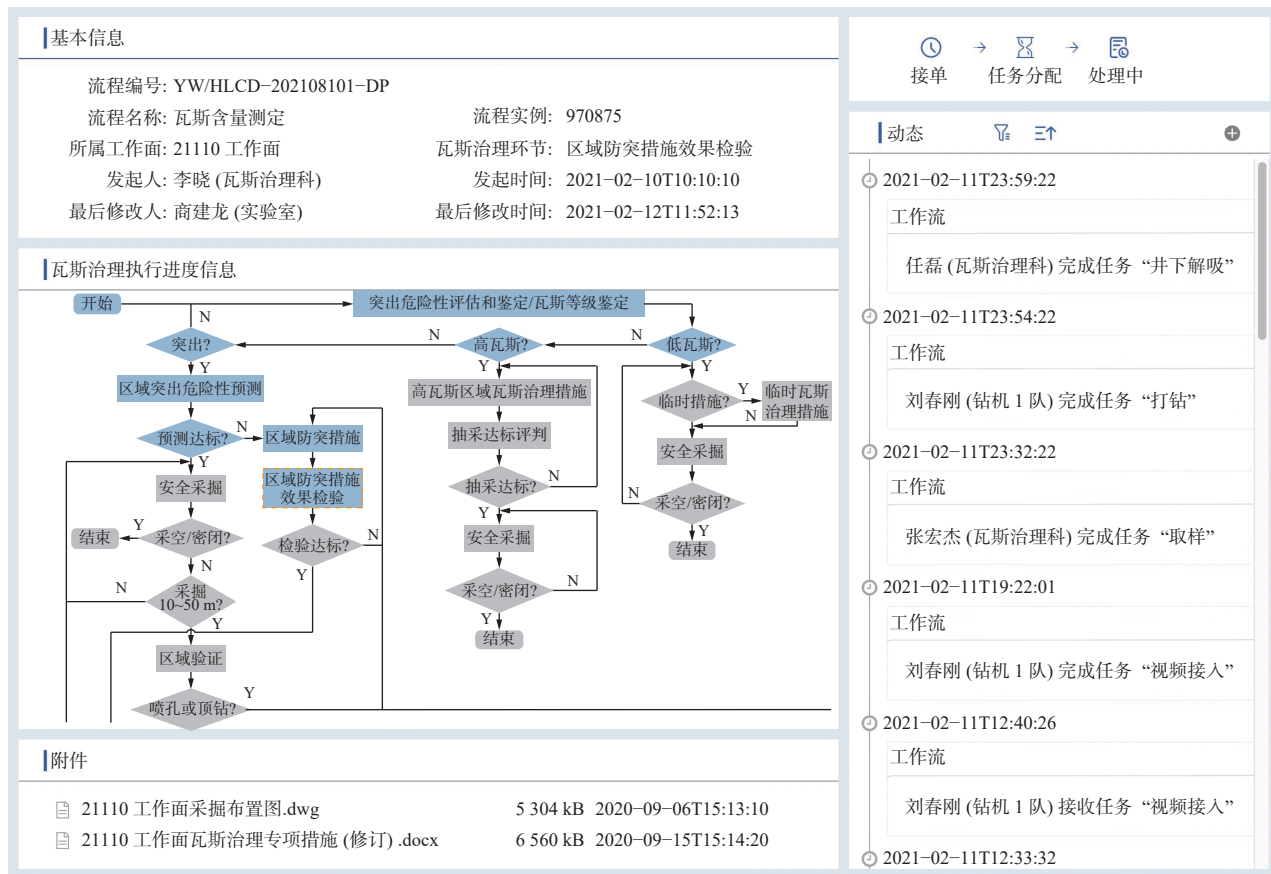 基本信息
流程编号: YW/HLCD−202108101−DP
流程名称: 瓦斯含量测定
流程实例: 970875
所属工作面: 21110 工作面
瓦斯治理环节: 区域防突措施效果检验
发起人: 李晓 (瓦斯治理科)
发起时间: 2021−02−10T10:10:10
最后修改人: 商建龙 (实验室)
最后修改时间: 2021−02−12T11:52:13
瓦斯治理执行进度信息
开始
突出危险性评估和鉴定/瓦斯等级鉴定
N
突出?
N
高瓦斯?
N
低瓦斯?
Y
Y
Y
区域突出危险性预测
高瓦斯区域瓦斯治理措施
临时措施?
Y
临时瓦斯
治理措施
N
预测达标?
N
区域防突措施
抽采达标评判
安全采掘
Y
安全采掘
区域防突措施
效果检验
抽采达标?
N
N
采空/密闭?
Y
结束
Y
采空/密闭?
结束
检验达标?
N
Y
Y
安全采掘
N
N
采掘
10~50 m?
Y
采空/密闭?
N
Y
结束
区域验证
喷孔或顶钻?
Y
附件
21110 工作面采掘布置图.dwg 5 304 kB 2020−09−06T15:13:10
21110 工作面瓦斯治理专项措施 (修订) .docx 6 560 kB 2020−09−15T15:14:20
接单
任务分配
处理中
动态
2021−02−11T23:59:22
工作流
任磊 (瓦斯治理科) 完成任务 “井下解吸”
2021−02−11T23:54:22
工作流
刘春刚 (钻机 1 队) 完成任务 “打钻”
2021−02−11T23:32:22
工作流
张宏杰 (瓦斯治理科) 完成任务 “取样”
2021−02−11T19:22:01
工作流
刘春刚 (钻机 1 队) 完成任务 “视频接入”
2021−02−11T12:40:26
工作流
刘春刚 (钻机 1 队) 接收任务 “视频接入”
2021−02−11T12:33:32